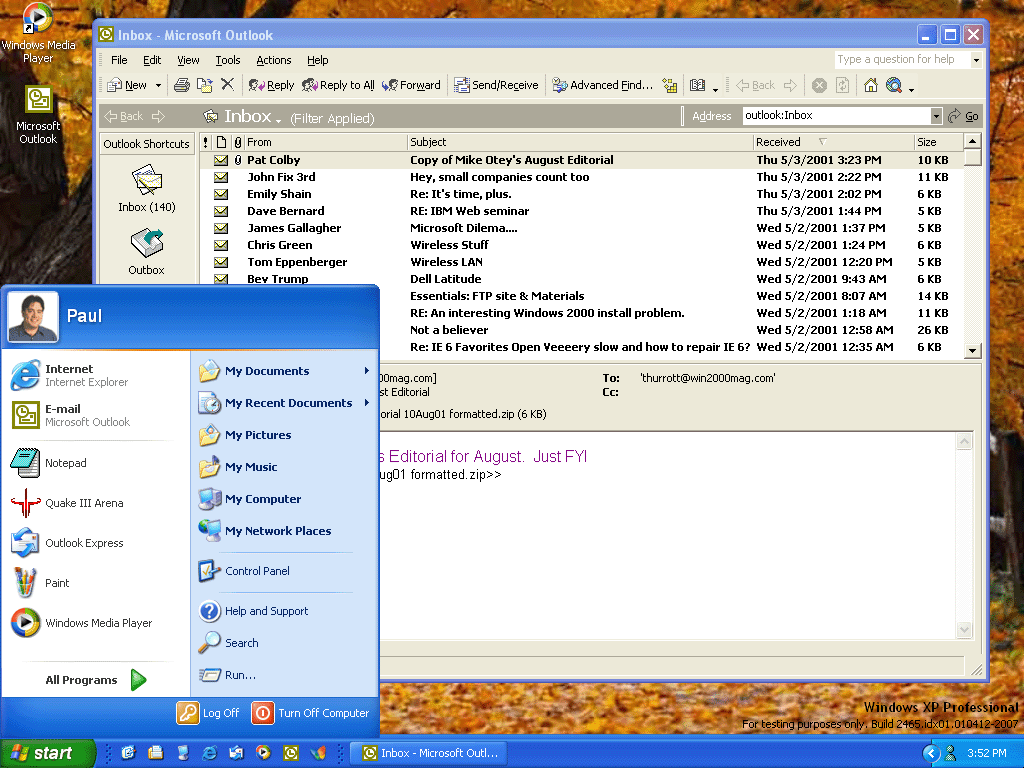 Windows Media
Player
Microsoft
Outlook
Inbox - Microsoft Outlook
File Edit View Tools Actions Help
Type a question for help
New Reply Reply to All Forward Send/Receive Advanced Find... Back
Back Inbox (Filter Applied) Address outlook:Inbox Go
Outlook Shortcuts
Inbox (140)
Outbox
! From Subject Received Size
Pat Colby Copy of Mike Otey's August Editorial Thu 5/3/2001 3:23 PM 10 KB
John Fix 3rd Hey, small companies count too Thu 5/3/2001 2:22 PM 11 KB
Emily Shain Re: It's time, plus. Thu 5/3/2001 2:02 PM 6 KB
Dave Bernard RE: IBM Web seminar Thu 5/3/2001 1:44 PM 5 KB
James Gallagher Microsoft Dilema.... Wed 5/2/2001 1:37 PM 5 KB
Chris Green Wireless Stuff Wed 5/2/2001 1:24 PM 6 KB
Tom Eppenberger Wireless LAN Wed 5/2/2001 12:20 PM 5 KB
Bev Trump Dell Latitude Wed 5/2/2001 9:43 AM 6 KB
Essentials: FTP site & Materials Wed 5/2/2001 8:07 AM 14 KB
RE: An interesting Windows 2000 install problem. Wed 5/2/2001 1:18 AM 11 KB
Not a believer Wed 5/2/2001 12:58 AM 26 KB
Re: IE 6 Favorites Open Veeeery slow and how to repair IE 6? Wed 5/2/2001 12:35 AM 6 KB
00mag.com] To: 'thurrott@win2000mag.com'
st Editorial Cc:
orial 10Aug01 formatted.zip (6 KB)
s Editorial for August. Just FYI
ug01 formatted.zip>>
Paul
Internet
Internet Explorer
E-mail
Microsoft Outlook
Notepad
Quake III Arena
Outlook Express
Paint
Windows Media Player
All Programs
My Documents
My Recent Documents
My Pictures
My Music
My Computer
My Network Places
Control Panel
Help and Support
Search
Run...
Log Off Turn Off Computer
Windows XP Professional
For testing purposes only. Build 2465.idx01.010412-2007
start Inbox - Microsoft Outl... 3:52 PM